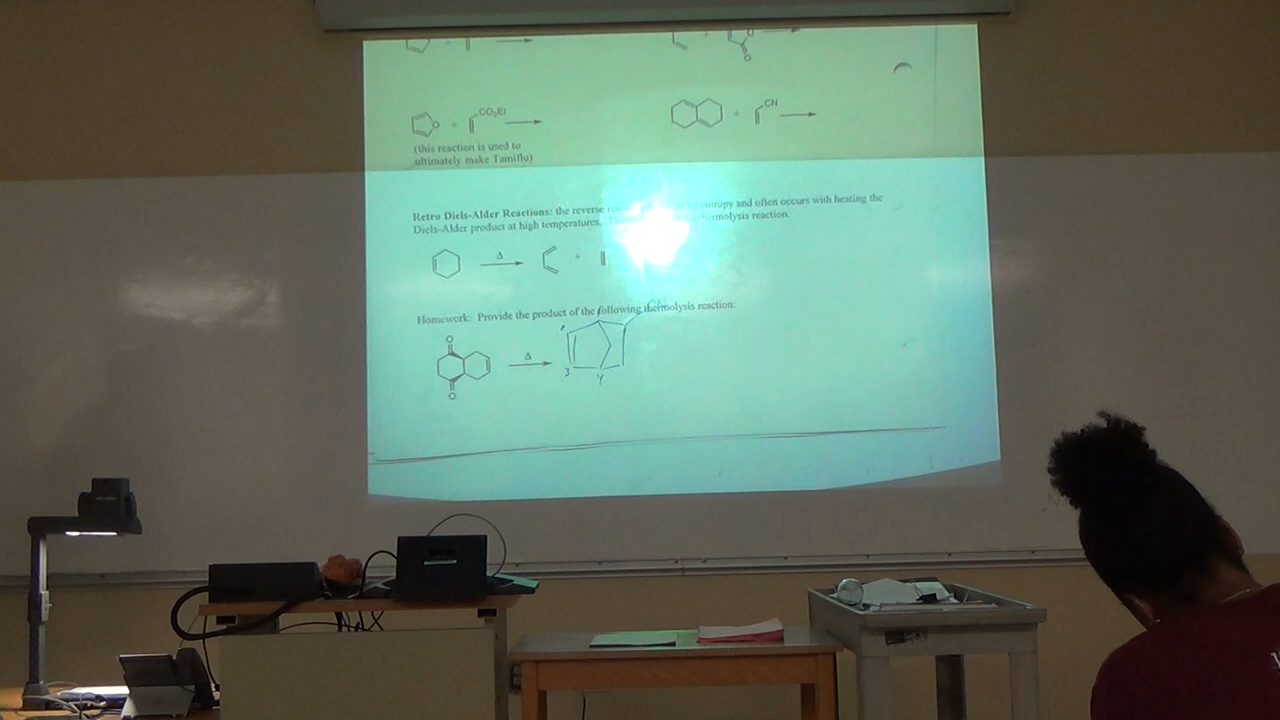 O
CO2Et
O
+
CN
+
(this reaction is used to
ultimately make Tamiflu)
Retro Diels-Alder Reactions: the reverse entropy and often occurs with heating the
Diels-Alder product at high temperatures. thermolysis reaction.
Δ
+
Homework: Provide the product of the following thermolysis reaction:
CN
O
Δ
3
4
O